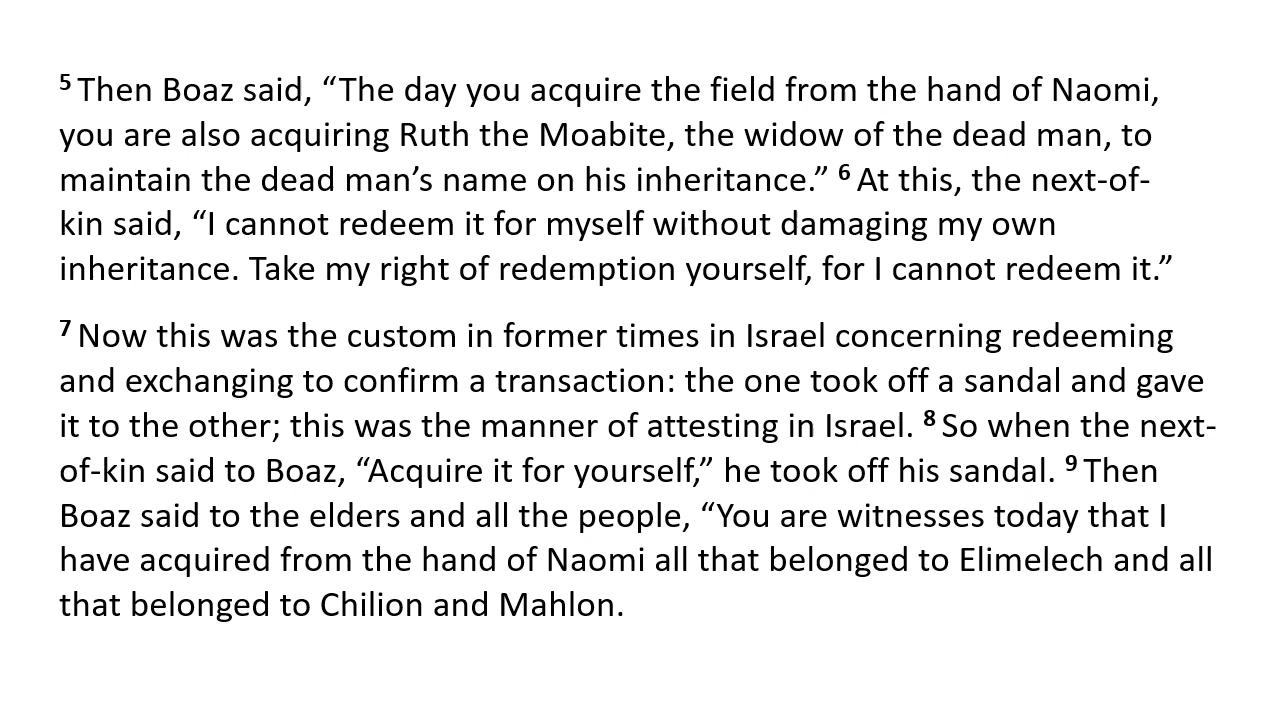 5 Then Boaz said, “The day you acquire the field from the hand of Naomi,
you are also acquiring Ruth the Moabite, the widow of the dead man, to
maintain the dead man’s name on his inheritance.” 6 At this, the next-of-
kin said, “I cannot redeem it for myself without damaging my own
inheritance. Take my right of redemption yourself, for I cannot redeem it.”
7 Now this was the custom in former times in Israel concerning redeeming
and exchanging to confirm a transaction: the one took off a sandal and gave
it to the other; this was the manner of attesting in Israel. 8 So when the next-
of-kin said to Boaz, “Acquire it for yourself,” he took off his sandal. 9 Then
Boaz said to the elders and all the people, “You are witnesses today that I
have acquired from the hand of Naomi all that belonged to Elimelech and all
that belonged to Chilion and Mahlon.